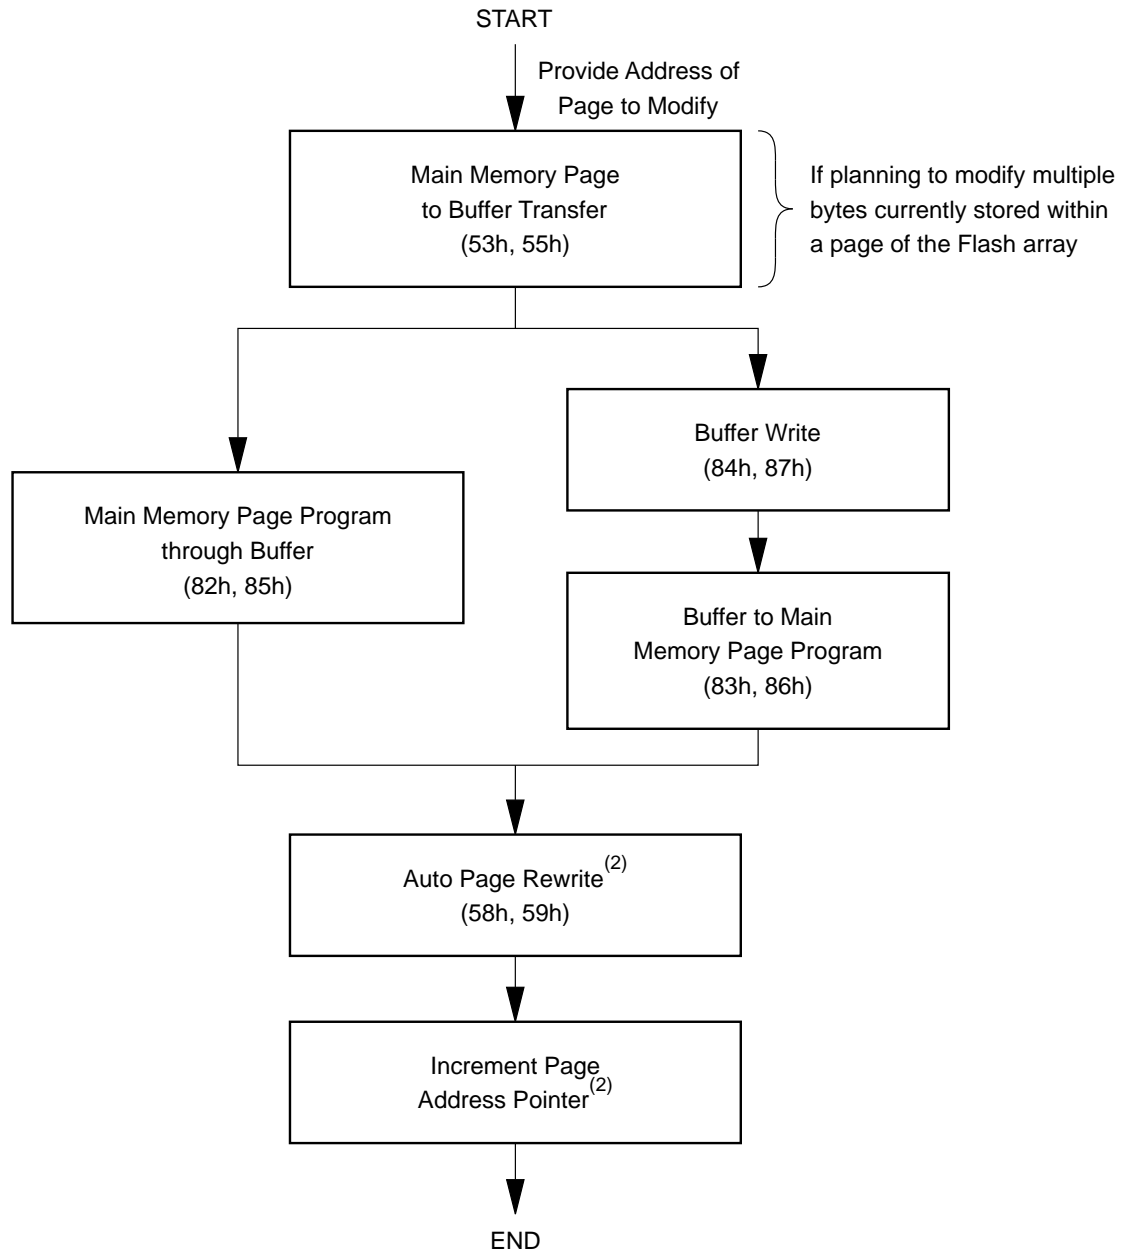 START
Provide Address of
Page to Modify
Main Memory Page
to Buffer Transfer
(53h, 55h)
If planning to modify multiple
bytes currently stored within
a page of the Flash array
Buffer Write
(84h, 87h)
Main Memory Page Program
through Buffer
(82h, 85h)
Buffer to Main
Memory Page Program
(83h, 86h)
Auto Page Rewrite(2)
(58h, 59h)
Increment Page
Address Pointer(2)
END